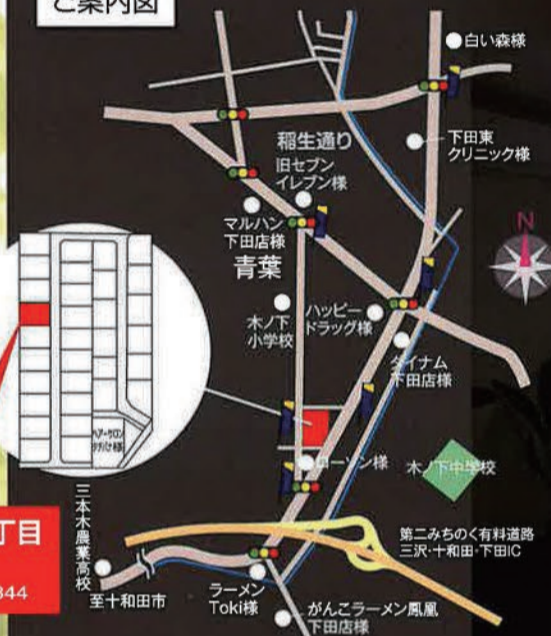 ご案内図
白い森様
稲生通り
下田東
クリニック様
旧セブン
イレブン様
マルハン
下田店様
青葉
N
木ノ下
小学校
ハッピー
ドラッグ様
ダイナム
下田店様
ローソン様
木ノ下中学校
三本木農業高校
丁目
344
第二みちのく有料道路
三沢・十和田・下田IC
至十和田市
ラーメン
Toki様
がんこラーメン鳳凰
下田店様